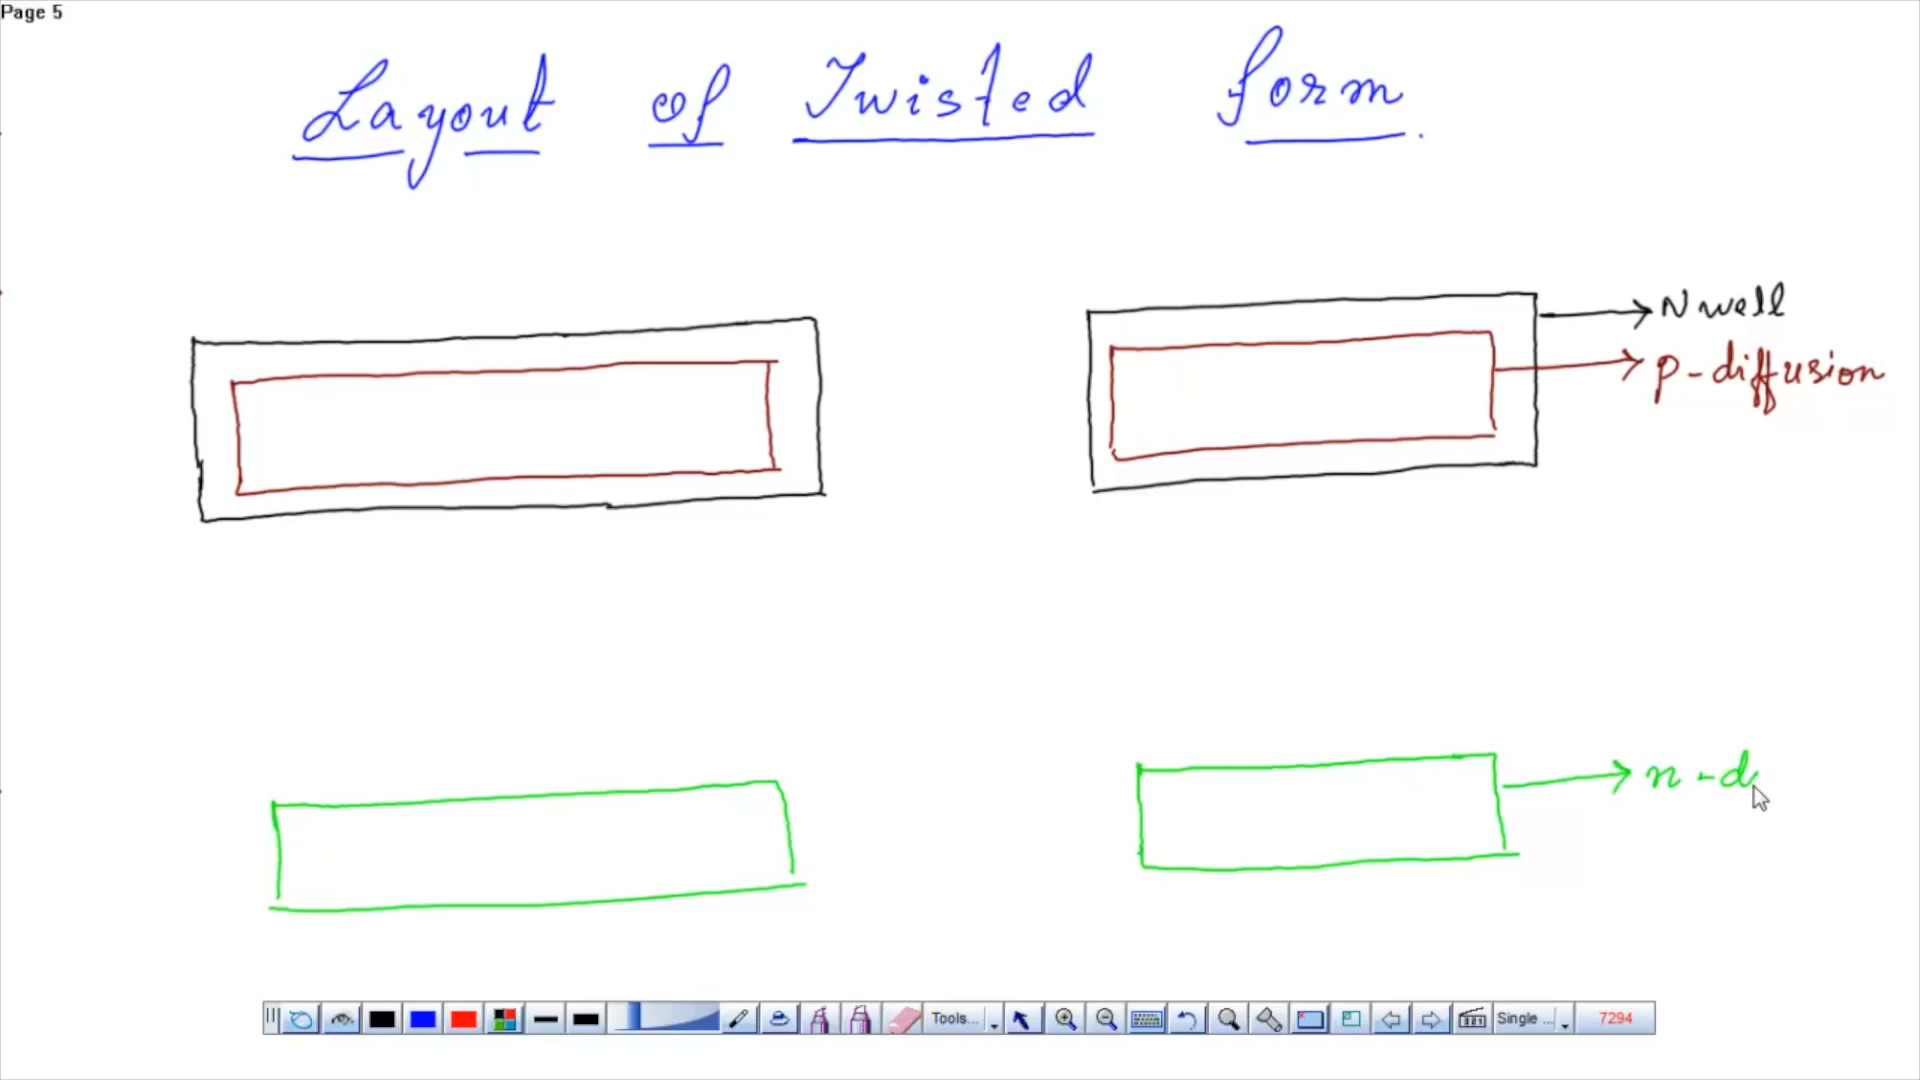 Page 5
Layout of Twisted form.
N well
p-diffusion
n-d
Tools...
Single ...
7294